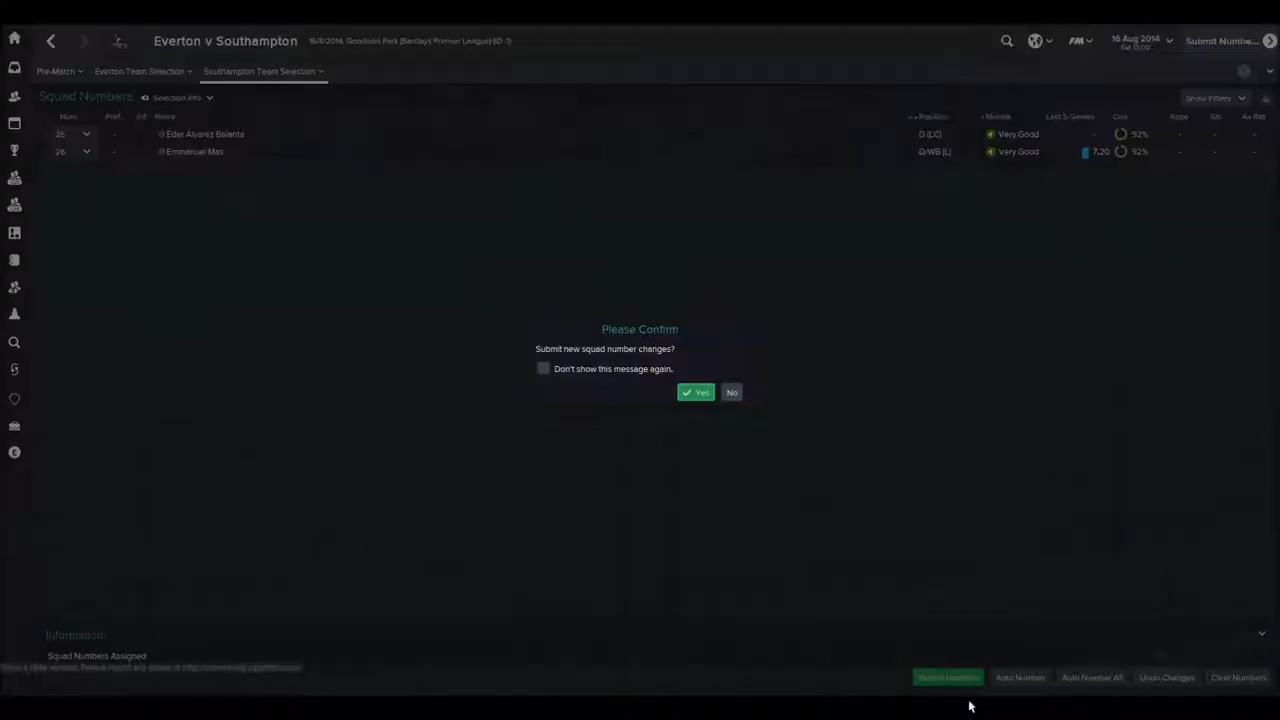 Everton v Southampton
16/8/2014, Goodison Park (Barclays Premier League) (D -1)
FM
16 Aug 2014
Sat 15:00
Submit Numbe...
Pre-Match
Everton Team Selection
Southampton Team Selection
Squad Numbers
Selection Info
Show Filters
Num Pref. Inf Name Position Morale Last 5 Games Con Apps Gls Av Rat
25 - Eder Álvarez Balanta D (LC) Very Good - 92% - - -
26 - Emmanuel Mas D/WB (L) Very Good 7.20 92% - - -
Please Confirm
Submit new squad number changes?
Don't show this message again.
Yes
No
Information
Squad Numbers Assigned
Submit Numbers
Auto Number
Auto Number All
Undo Changes
Clear Numbers